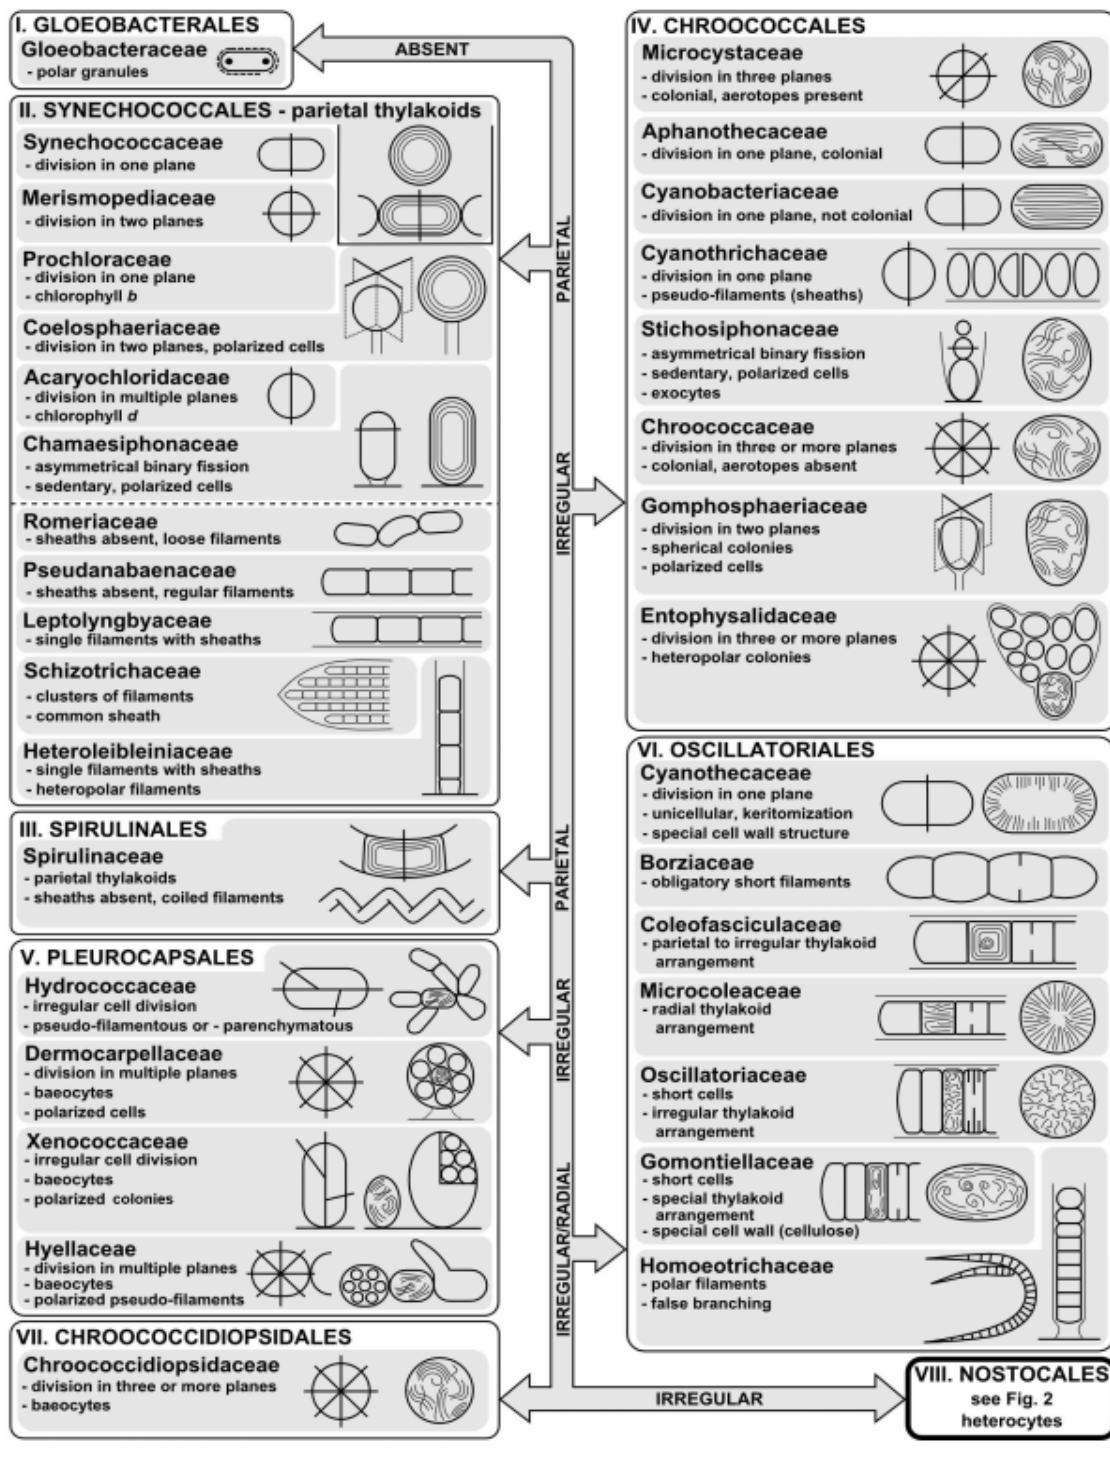 I. GLOEOBACTERALES
Gloeobacteraceae
- polar granules
ABSENT
II. SYNECHOCOCCALES - parietal thylakoids
Synechococcaceae
- division in one plane
Merismopediaceae
- division in two planes
Prochloraceae
- division in one plane
- chlorophyll b
Coelosphaeriaceae
- division in two planes, polarized cells
Acaryochloridaceae
- division in multiple planes
- chlorophyll d
Chamaesiphonaceae
- asymmetrical binary fission
- sedentary, polarized cells
Romeriaceae
- sheaths absent, loose filaments
Pseudanabaenaceae
- sheaths absent, regular filaments
Leptolyngbyaceae
- single filaments with sheaths
Schizotrichaceae
- clusters of filaments
- common sheath
Heteroleibleiniaceae
- single filaments with sheaths
- heteropolar filaments
III. SPIRULINALES
Spirulinaceae
- parietal thylakoids
- sheaths absent, coiled filaments
V. PLEUROCAPSALES
Hydrococcaceae
- irregular cell division
- pseudo-filamentous or - parenchymatous
Dermocarpellaceae
- division in multiple planes
- baeocytes
- polarized cells
Xenococcaceae
- irregular cell division
- baeocytes
- polarized colonies
Hyellaceae
- division in multiple planes
- baeocytes
- polarized pseudo-filaments
VII. CHROOCOCCIDIOPSIDALES
Chroococcidiopsidaceae
- division in three or more planes
- baeocytes
PARIETAL
IRREGULAR
PARIETAL
IRREGULAR
IRREGULAR/RADIAL
IRREGULAR
IV. CHROOCOCCALES
Microcystaceae
- division in three planes
- colonial, aerotopes present
Aphanothecaceae
- division in one plane, colonial
Cyanobacteriaceae
- division in one plane, not colonial
Cyanothrichaceae
- division in one plane
- pseudo-filaments (sheaths)
Stichosiphonaceae
- asymmetrical binary fission
- sedentary, polarized cells
- exocytes
Chroococcaceae
- division in three or more planes
- colonial, aerotopes absent
Gomphosphaeriaceae
- division in two planes
- spherical colonies
- polarized cells
Entophysalidaceae
- division in three or more planes
- heteropolar colonies
VI. OSCILLATORIALES
Cyanothecaceae
- division in one plane
- unicellular, keritomization
- special cell wall structure
Borziaceae
- obligatory short filaments
Coleofasciculaceae
- parietal to irregular thylakoid
arrangement
Microcoleaceae
- radial thylakoid
arrangement
Oscillatoriaceae
- short cells
- irregular thylakoid
arrangement
Gomontiellaceae
- short cells
- special thylakoid
arrangement
- special cell wall (cellulose)
Homoeotrichaceae
- polar filaments
- false branching
VIII. NOSTOCALES
see Fig. 2
heterocytes